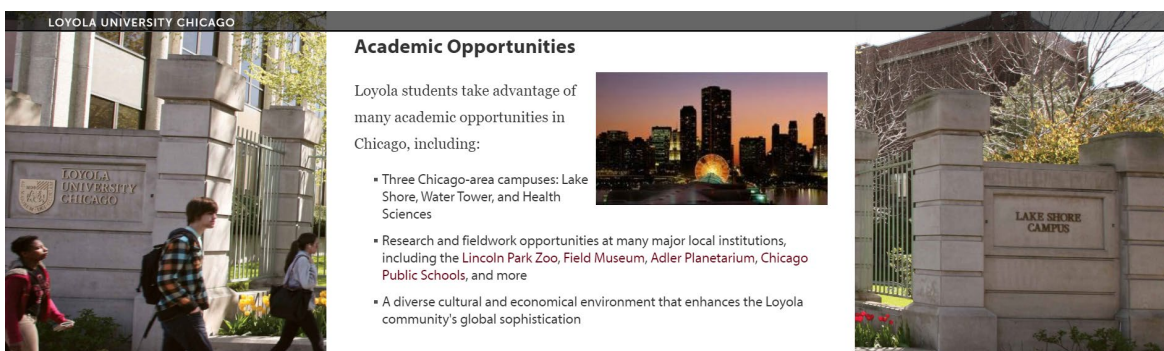 LOYOLA UNIVERSITY CHICAGO
Academic Opportunities
Loyola students take advantage of
many academic opportunities in
Chicago, including:
▪ Three Chicago-area campuses: Lake
Shore, Water Tower, and Health
Sciences
▪ Research and fieldwork opportunities at many major local institutions,
including the Lincoln Park Zoo, Field Museum, Adler Planetarium, Chicago
Public Schools, and more
▪ A diverse cultural and economical environment that enhances the Loyola
community's global sophistication
LOYOLA
UNIVERSITY
CHICAGO
LAKE SHORE
CAMPUS